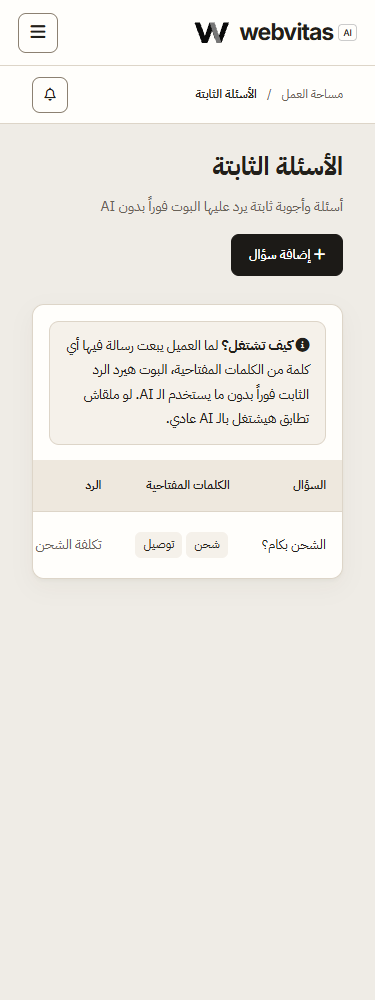 webvitas AI
مساحة العمل / الأسئلة الثابتة
الأسئلة الثابتة
أسئلة وأجوبة ثابتة يرد عليها البوت فوراً بدون AI
إضافة سؤال
كيف تشتغل؟ لما العميل يبعت رسالة فيها أي
كلمة من الكلمات المفتاحية، البوت هيرد الرد
الثابت فوراً بدون ما يستخدم الـ AI. لو ملقاش
تطابق هيشتغل بالـ AI عادي.
السؤال الكلمات المفتاحية الرد
الشحن بكام؟ شحن توصيل تكلفة الشحن